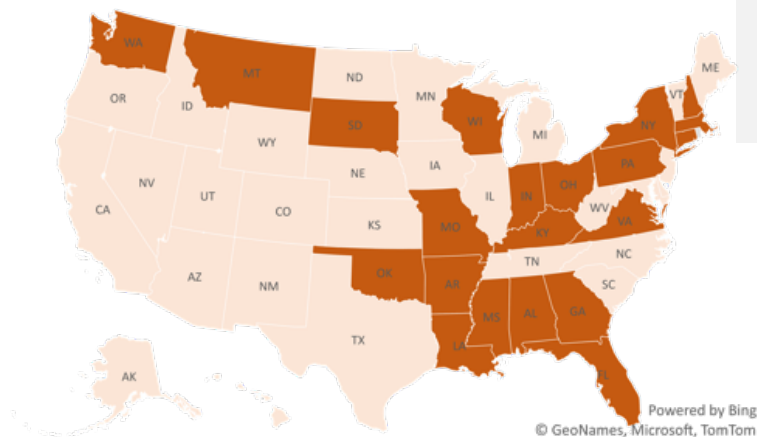 WA
MT
ND
MN
ME
VT
OR
ID
SD
WI
MI
NY
WY
IA
PA
NE
NV
UT
IL
IN
OH
CA
CO
KS
MO
WV
VA
KY
NC
TN
AZ
NM
OK
AR
SC
MS
AL
GA
TX
LA
AK
FL
Powered by Bing
© GeoNames, Microsoft, TomTom